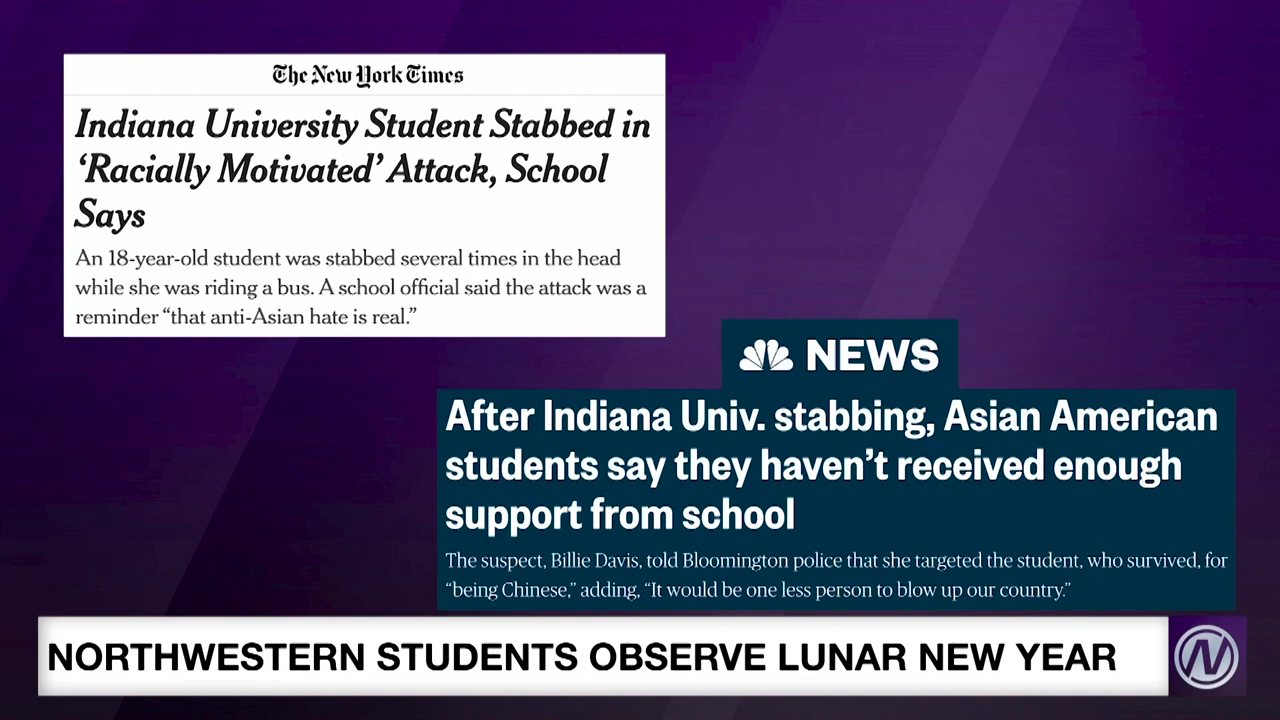 The New York Times
Indiana University Student Stabbed in
‘Racially Motivated’ Attack, School
Says
An 18-year-old student was stabbed several times in the head
while she was riding a bus. A school official said the attack was a
reminder “that anti-Asian hate is real.”
NEWS
After Indiana Univ. stabbing, Asian American
students say they haven’t received enough
support from school
The suspect, Billie Davis, told Bloomington police that she targeted the student, who survived, for
“being Chinese,” adding, “It would be one less person to blow up our country.”
NORTHWESTERN STUDENTS OBSERVE LUNAR NEW YEAR
N